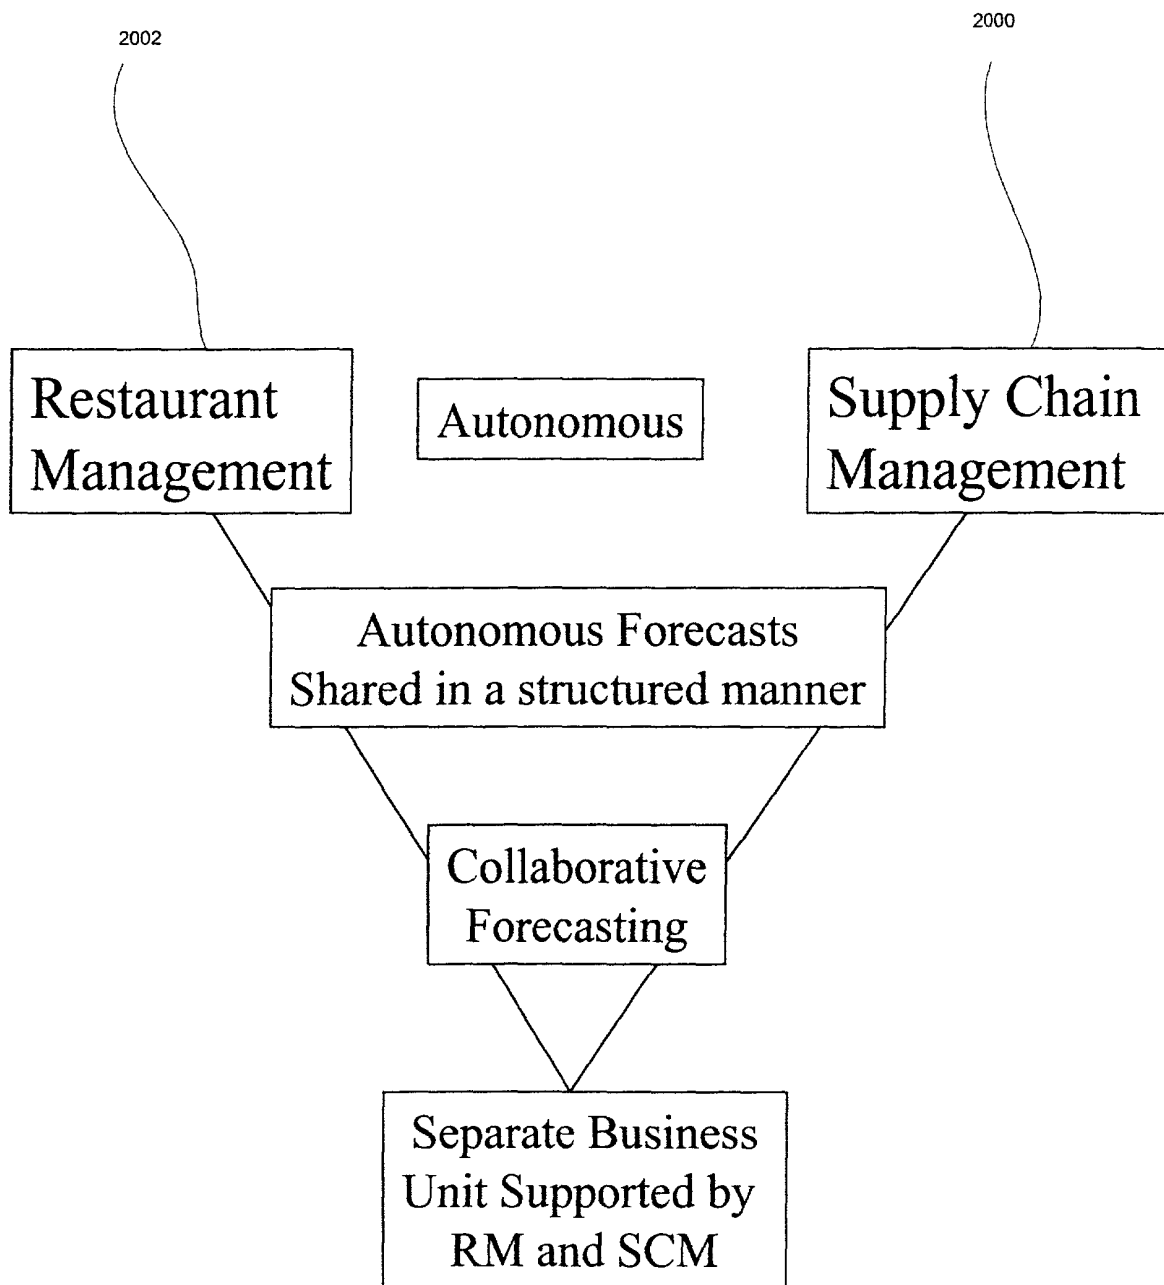 2002
2000
Restaurant
Management
Autonomous
Supply Chain
Management
Autonomous Forecasts
Shared in a structured manner
Collaborative
Forecasting
Separate Business
Unit Supported by
RM and SCM